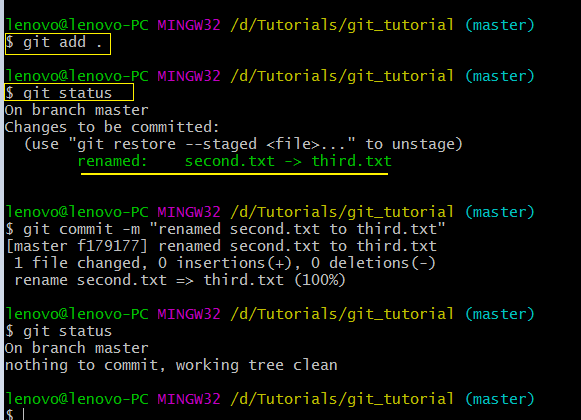 lenovo@lenovo-PC MINGW32 /d/Tutorials/git_tutorial (master)
$ git add .
lenovo@lenovo-PC MINGW32 /d/Tutorials/git_tutorial (master)
$ git status
On branch master
Changes to be committed:
  (use "git restore --staged <file>..." to unstage)
        renamed:    second.txt -> third.txt
lenovo@lenovo-PC MINGW32 /d/Tutorials/git_tutorial (master)
$ git commit -m "renamed second.txt to third.txt"
[master f179177] renamed second.txt to third.txt
 1 file changed, 0 insertions(+), 0 deletions(-)
 rename second.txt => third.txt (100%)
lenovo@lenovo-PC MINGW32 /d/Tutorials/git_tutorial (master)
$ git status
On branch master
nothing to commit, working tree clean
lenovo@lenovo-PC MINGW32 /d/Tutorials/git_tutorial (master)
$